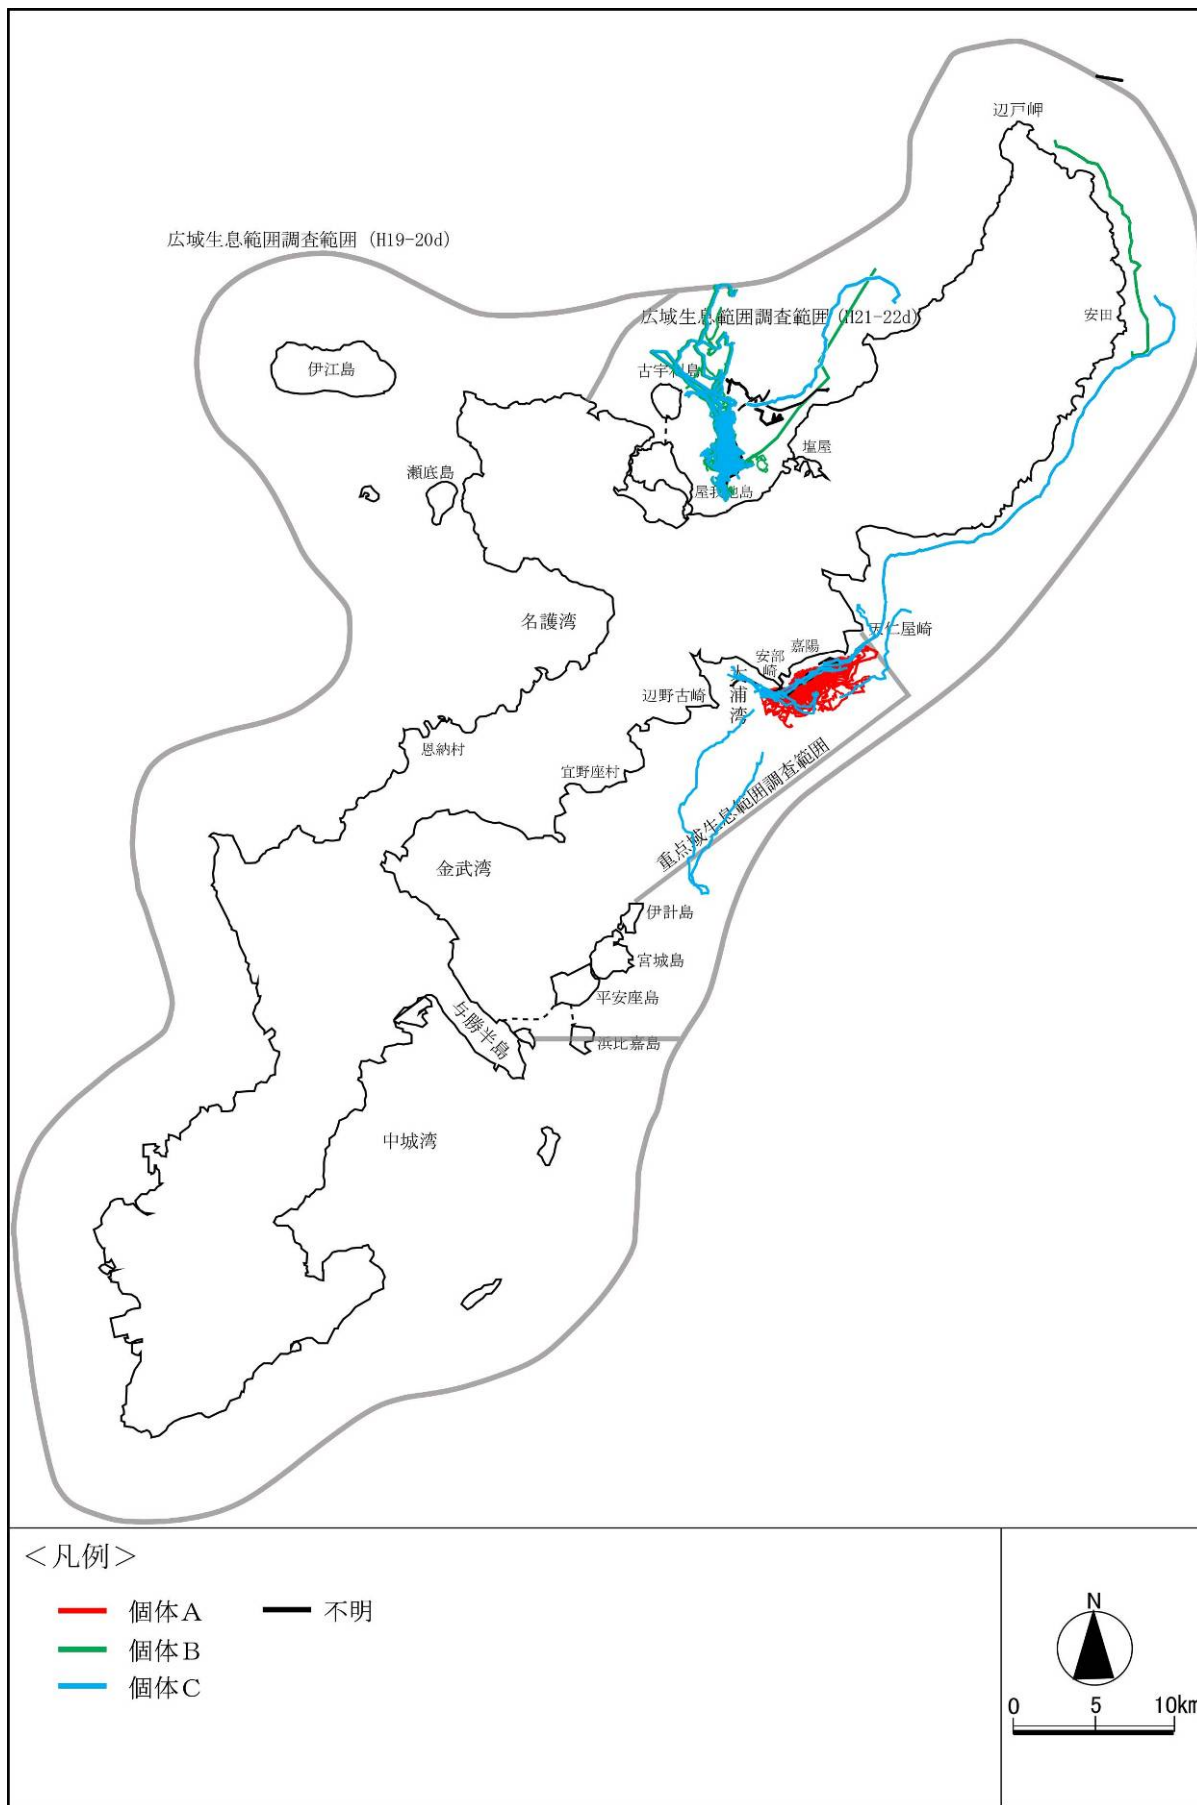 辺戸岬
広域生息範囲調査範囲 (H19-20d)
安田
広域生息範囲調査範囲 (H21-22d)
伊江島
古宇利島
塩屋
瀬底島
屋我地島
名護湾
天仁屋崎
嘉陽
安部崎
大浦湾
辺野古崎
恩納村
宜野座村
重点域生息範囲調査範囲
金武湾
伊計島
宮城島
平安座島
与勝半島
浜比嘉島
中城湾
＜凡例＞
個体A
不明
個体B
個体C
N
0 5 10km